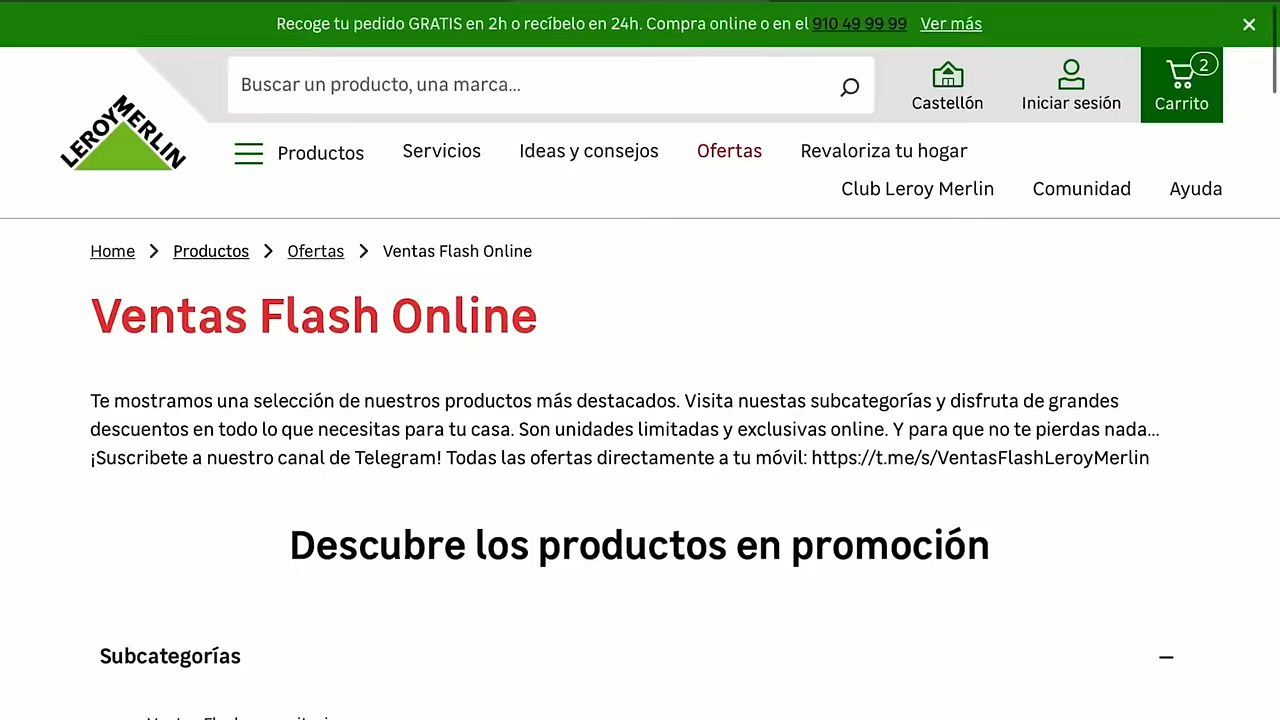 Recoge tu pedido GRATIS en 2h o recíbelo en 24h. Compra online o en el 910 49 99 99 Ver más
LEROY MERLIN
Buscar un producto, una marca...
Castellón
Iniciar sesión
2
Carrito
Productos
Servicios
Ideas y consejos
Ofertas
Revaloriza tu hogar
Club Leroy Merlin
Comunidad
Ayuda
Home > Productos > Ofertas > Ventas Flash Online
Ventas Flash Online
Te mostramos una selección de nuestros productos más destacados. Visita nuestas subcategorías y disfruta de grandes
descuentos en todo lo que necesitas para tu casa. Son unidades limitadas y exclusivas online. Y para que no te pierdas nada...
¡Suscribete a nuestro canal de Telegram! Todas las ofertas directamente a tu móvil: https://t.me/s/VentasFlashLeroyMerlin
Descubre los productos en promoción
Subcategorías